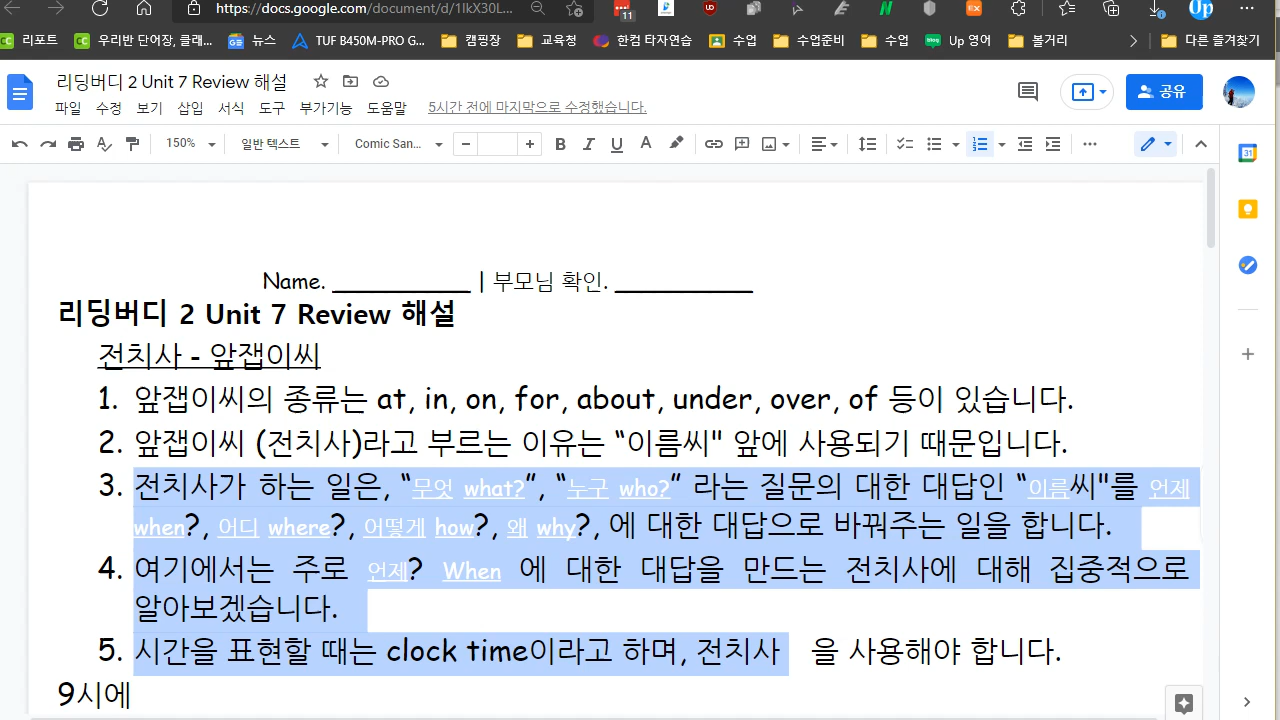 https://docs.google.com/document/d/1IkX30L...
11
리포트 우리반 단어장, 클래... 뉴스 TUF B450M-PRO G... 캠핑장 교육청 한컴 타자연습 수업 수업준비 수업 Up 영어 볼거리 다른 즐겨찾기
리딩버디 2 Unit 7 Review 해설
파일 수정 보기 삽입 서식 도구 부가기능 도움말 5시간 전에 마지막으로 수정했습니다.
공유
150% 일반 텍스트 Comic San... B I U A
31
Name. __________ | 부모님 확인. __________
리딩버디 2 Unit 7 Review 해설
전치사 - 앞잽이씨
1. 앞잽이씨의 종류는 at, in, on, for, about, under, over, of 등이 있습니다.
2. 앞잽이씨 (전치사)라고 부르는 이유는 “이름씨" 앞에 사용되기 때문입니다.
3. 전치사가 하는 일은, “무엇 what?”, “누구 who?” 라는 질문의 대한 대답인 “이름씨"를 언제
when?, 어디 where?, 어떻게 how?, 왜 why?, 에 대한 대답으로 바꿔주는 일을 합니다.
4. 여기에서는 주로 언제? When 에 대한 대답을 만드는 전치사에 대해 집중적으로
알아보겠습니다.
5. 시간을 표현할 때는 clock time이라고 하며, 전치사 을 사용해야 합니다.
9시에